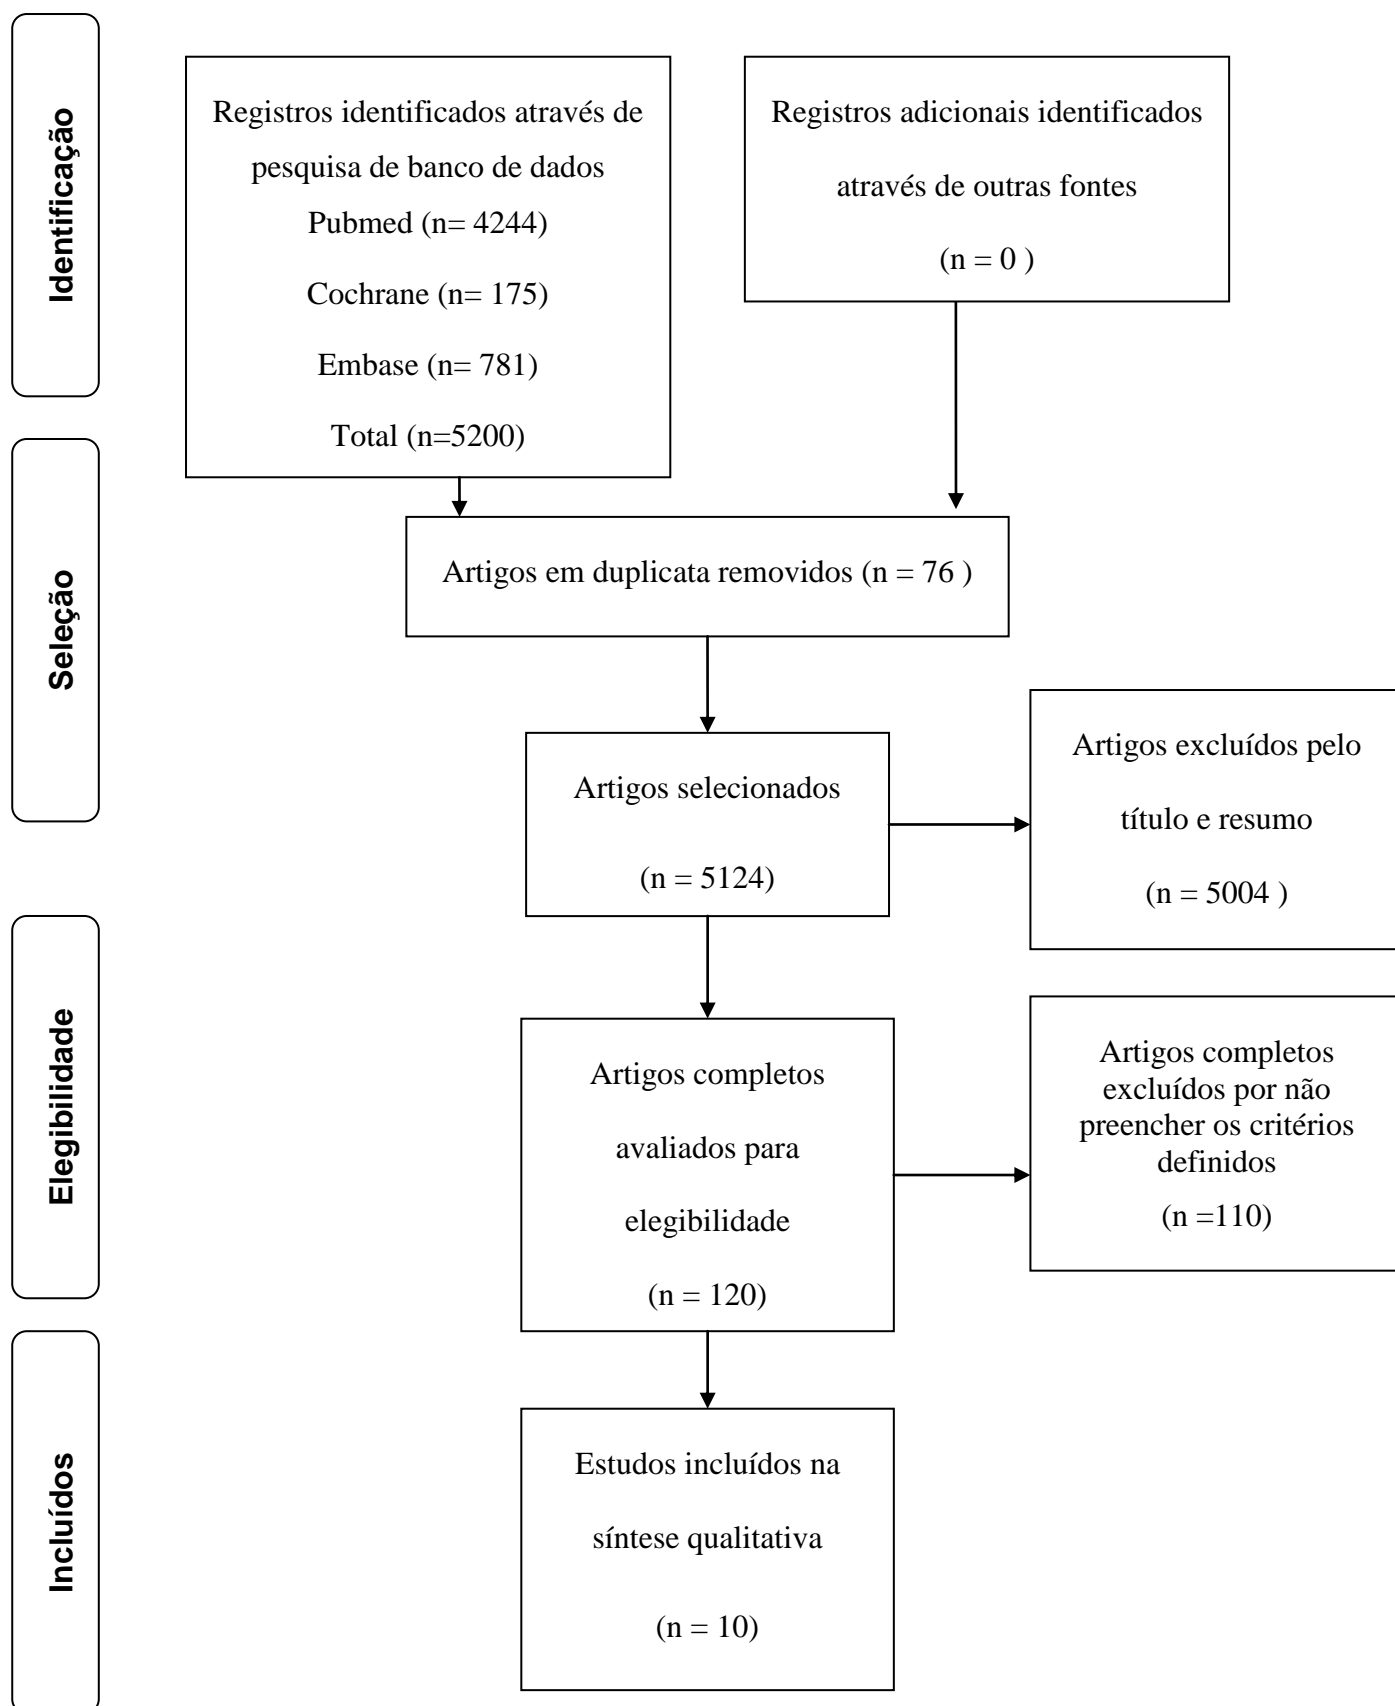 Identificação
Registros identificados através de
pesquisa de banco de dados
Pubmed (n= 4244)
Cochrane (n= 175)
Embase (n= 781)
Total (n=5200)
Registros adicionais identificados
através de outras fontes
(n = 0 )
Seleção
Artigos em duplicata removidos (n = 76 )
Artigos selecionados
(n = 5124)
Artigos excluídos pelo
título e resumo
(n = 5004 )
Elegibilidade
Artigos completos
avaliados para
elegibilidade
(n = 120)
Artigos completos
excluídos por não
preencher os critérios
definidos
(n =110)
Incluídos
Estudos incluídos na
síntese qualitativa
(n = 10)